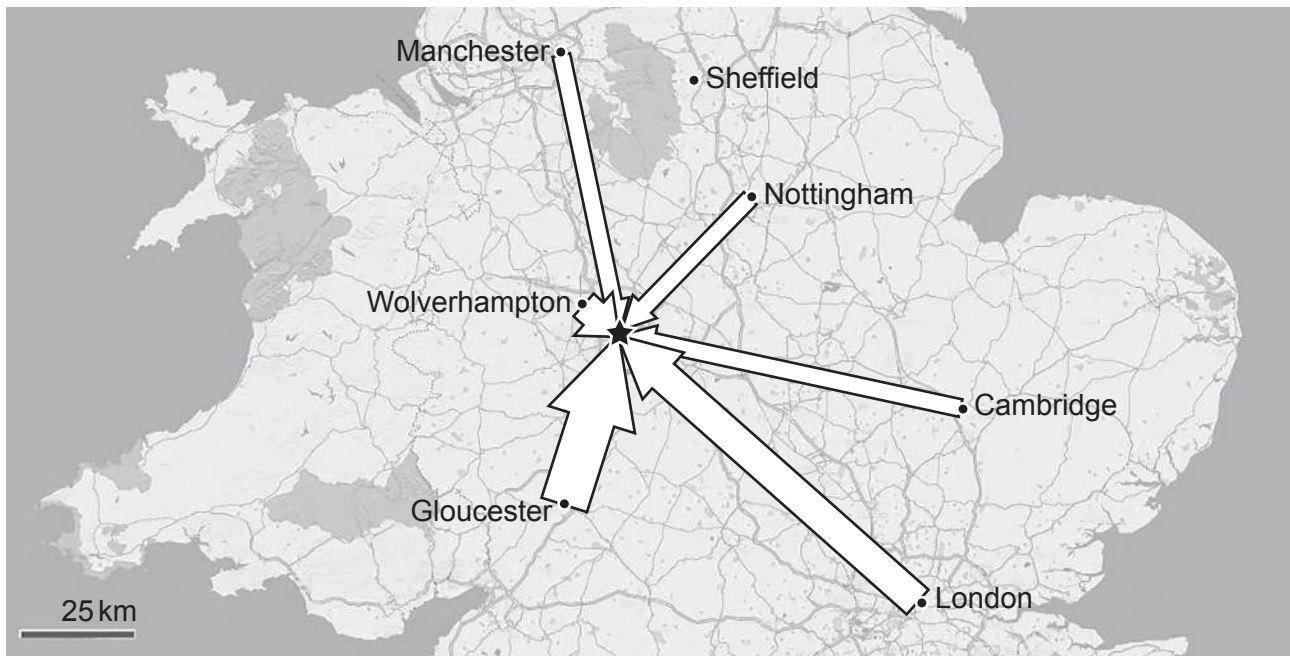 Manchester
Sheffield
Nottingham
Wolverhampton
Cambridge
Gloucester
London
25 km